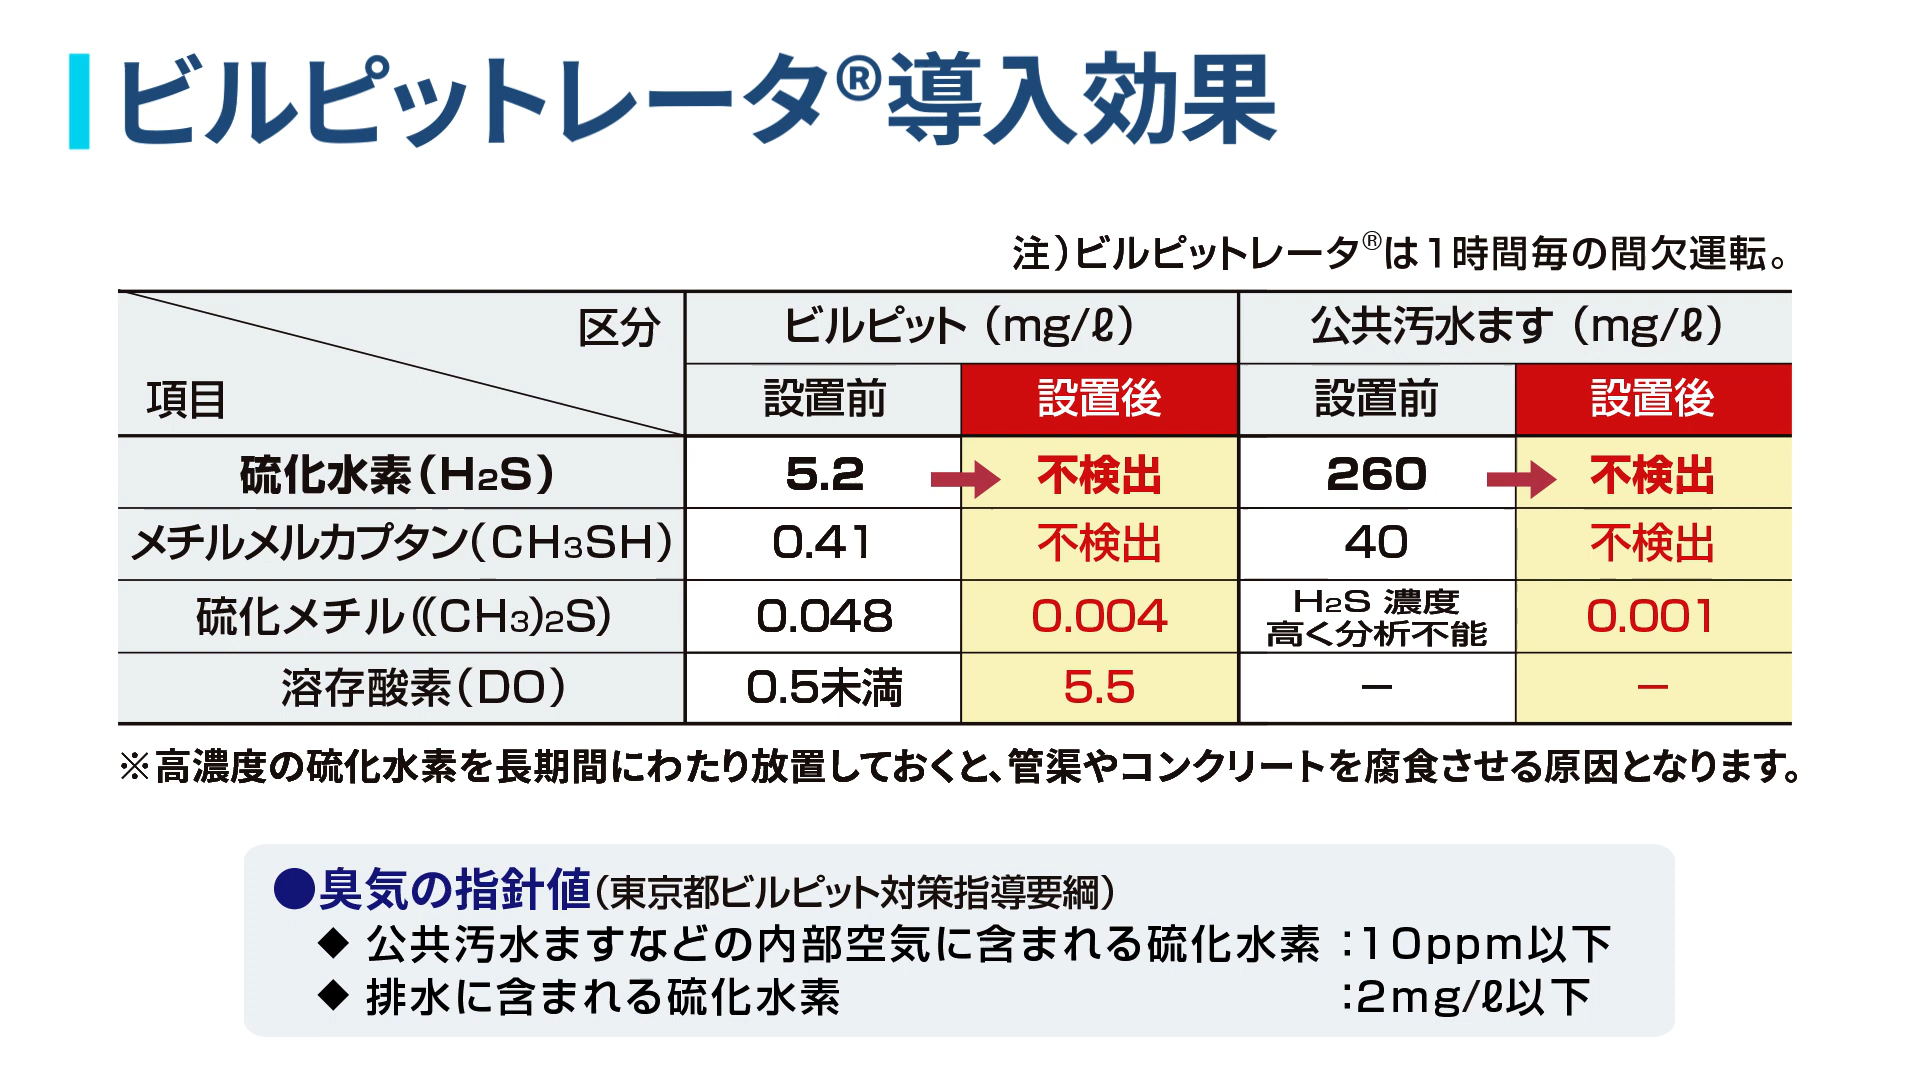 ビルピットレータ®導入効果
注）ビルピットレータ®は1時間毎の間欠運転。
区分
項目
ビルピット（mg/ℓ）
公共汚水ます（mg/ℓ）
設置前
設置後
設置前
設置後
硫化水素（H₂S）
5.2
不検出
260
不検出
メチルメルカプタン（CH₃SH）
0.41
不検出
40
不検出
硫化メチル（(CH₃)₂S）
0.048
0.004
H₂S 濃度
高く分析不能
0.001
溶存酸素（DO）
0.5未満
5.5
－
－
※高濃度の硫化水素を長期間にわたり放置しておくと、管渠やコンクリートを腐食させる原因となります。
●臭気の指針値（東京都ビルピット対策指導要綱）
◆ 公共汚水ますなどの内部空気に含まれる硫化水素 ：10ppm以下
◆ 排水に含まれる硫化水素 ：2mg/ℓ以下